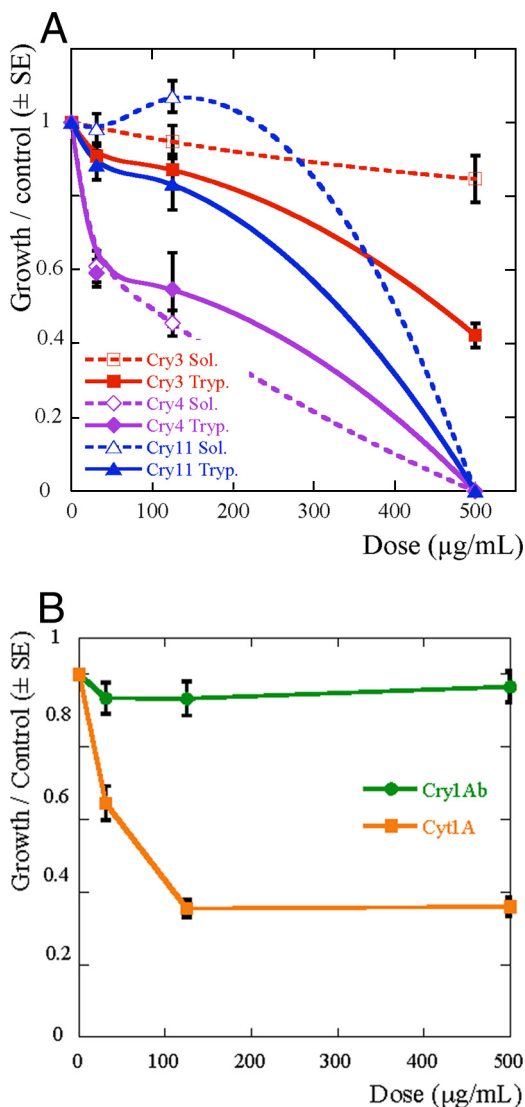 A
Growth / control (± SE)
1
0.6
0.4
0.2
0
Cry3 Sol.
Cry3 Tryp.
Cry4 Sol.
Cry4 Tryp.
Cry11 Sol.
Cry11 Tryp.
0 100 200 300 400 500
Dose (µg/mL)
B
Growth / Control (± SE)
1
0.8
0.6
0.4
0.2
0
Cry1Ab
Cyt1A
0 100 200 300 400 500
Dose (µg/mL)